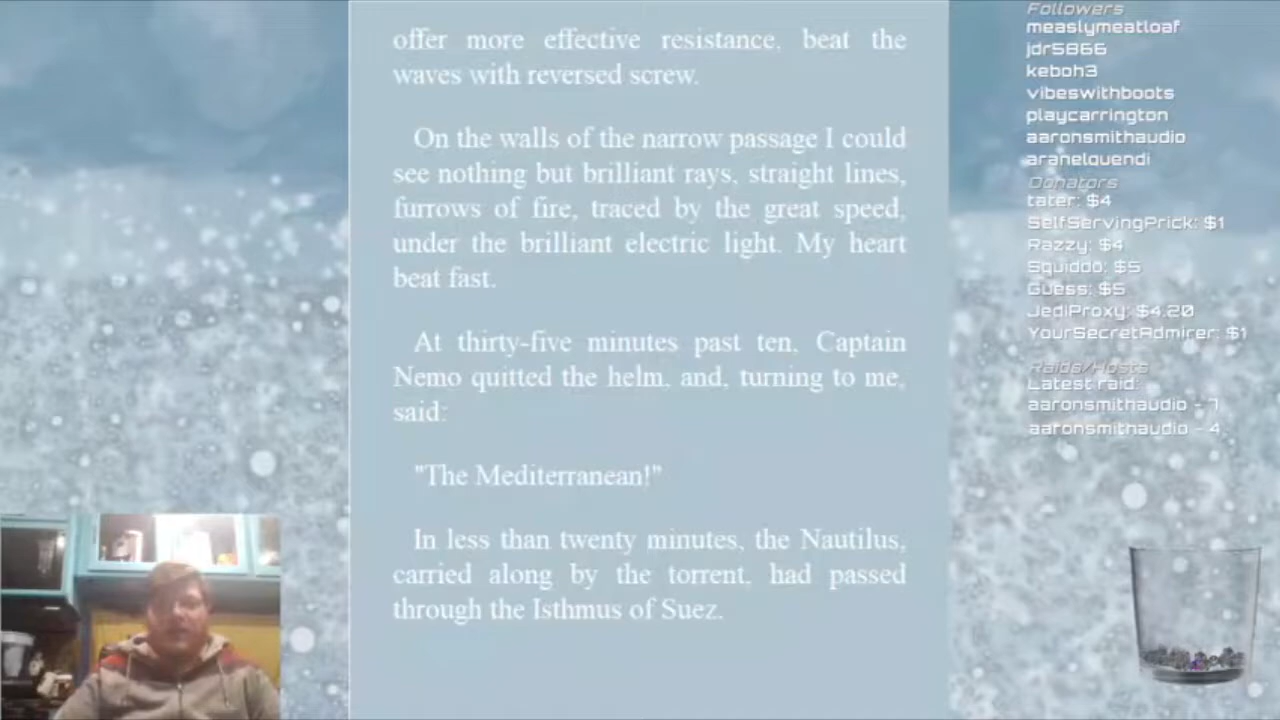 offer more effective resistance, beat the
waves with reversed screw.
On the walls of the narrow passage I could
see nothing but brilliant rays, straight lines,
furrows of fire, traced by the great speed,
under the brilliant electric light. My heart
beat fast.
At thirty-five minutes past ten, Captain
Nemo quitted the helm, and, turning to me,
said:
"The Mediterranean!"
In less than twenty minutes, the Nautilus,
carried along by the torrent, had passed
through the Isthmus of Suez.
Followers
measlymeatloaf
jdr5866
keboh3
vibeswithboots
playcarrington
aaronsmithaudio
aranelquendi
Donators
tater: $4
SelfServingPrick: $1
Razzy: $4
Squidoo: $5
Guess: $5
JediProxy: $4.20
YourSecretAdmirer: $1
Raids/Hosts
Latest raid:
aaronsmithaudio - 7
aaronsmithaudio - 4